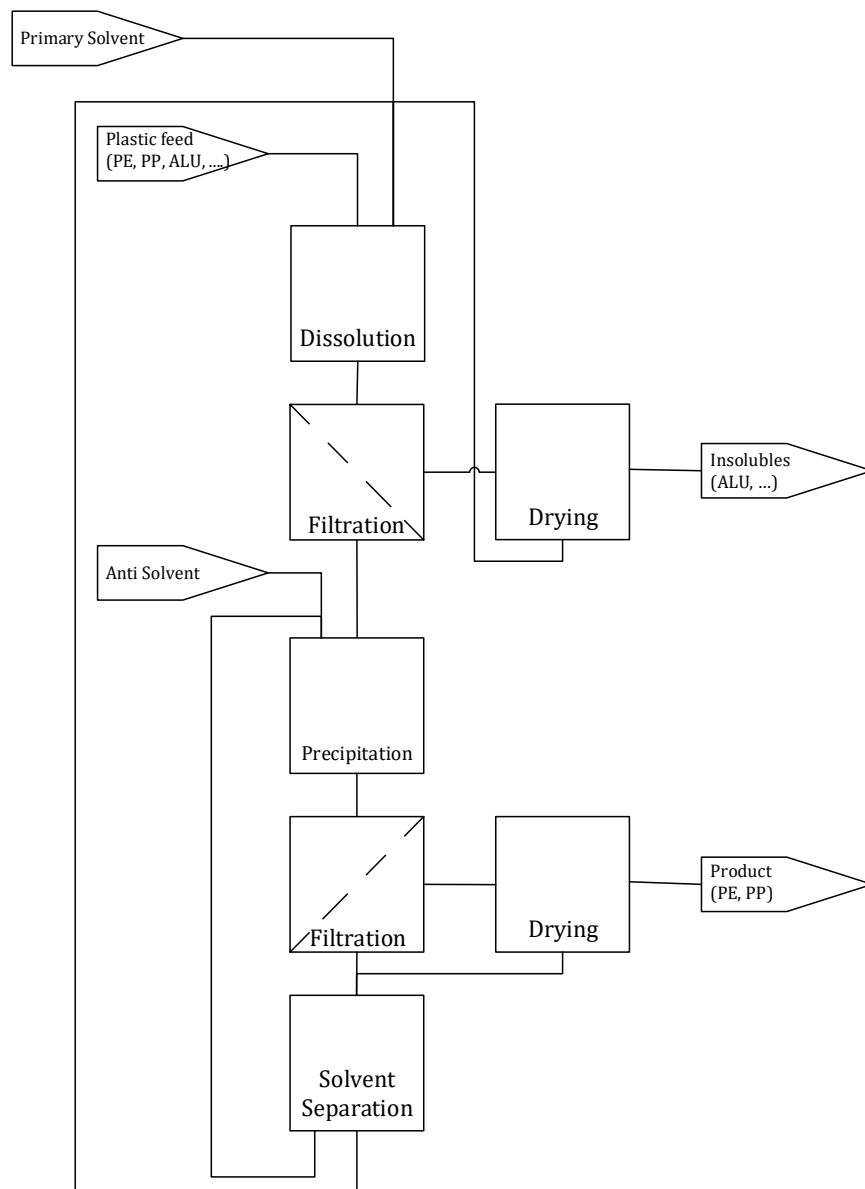 Primary Solvent
Plastic feed
(PE, PP, ALU, ....)
Dissolution
Filtration
Drying
Insolubles
(ALU, ...)
Anti Solvent
Precipitation
Filtration
Drying
Product
(PE, PP)
Solvent
Separation